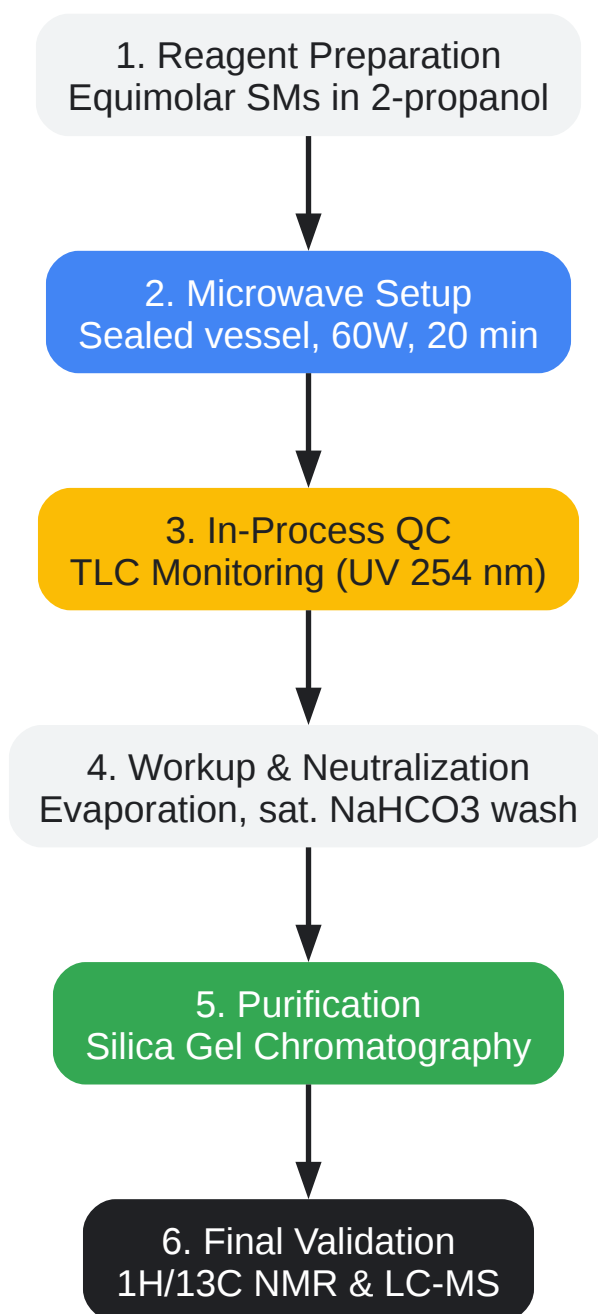 1. Reagent Preparation
Equimolar SMs in 2-propanol
2. Microwave Setup
Sealed vessel, 60W, 20 min
3. In-Process QC
TLC Monitoring (UV 254 nm)
4. Workup & Neutralization
Evaporation, sat. NaHCO3 wash
5. Purification
Silica Gel Chromatography
6. Final Validation
1H/13C NMR & LC-MS